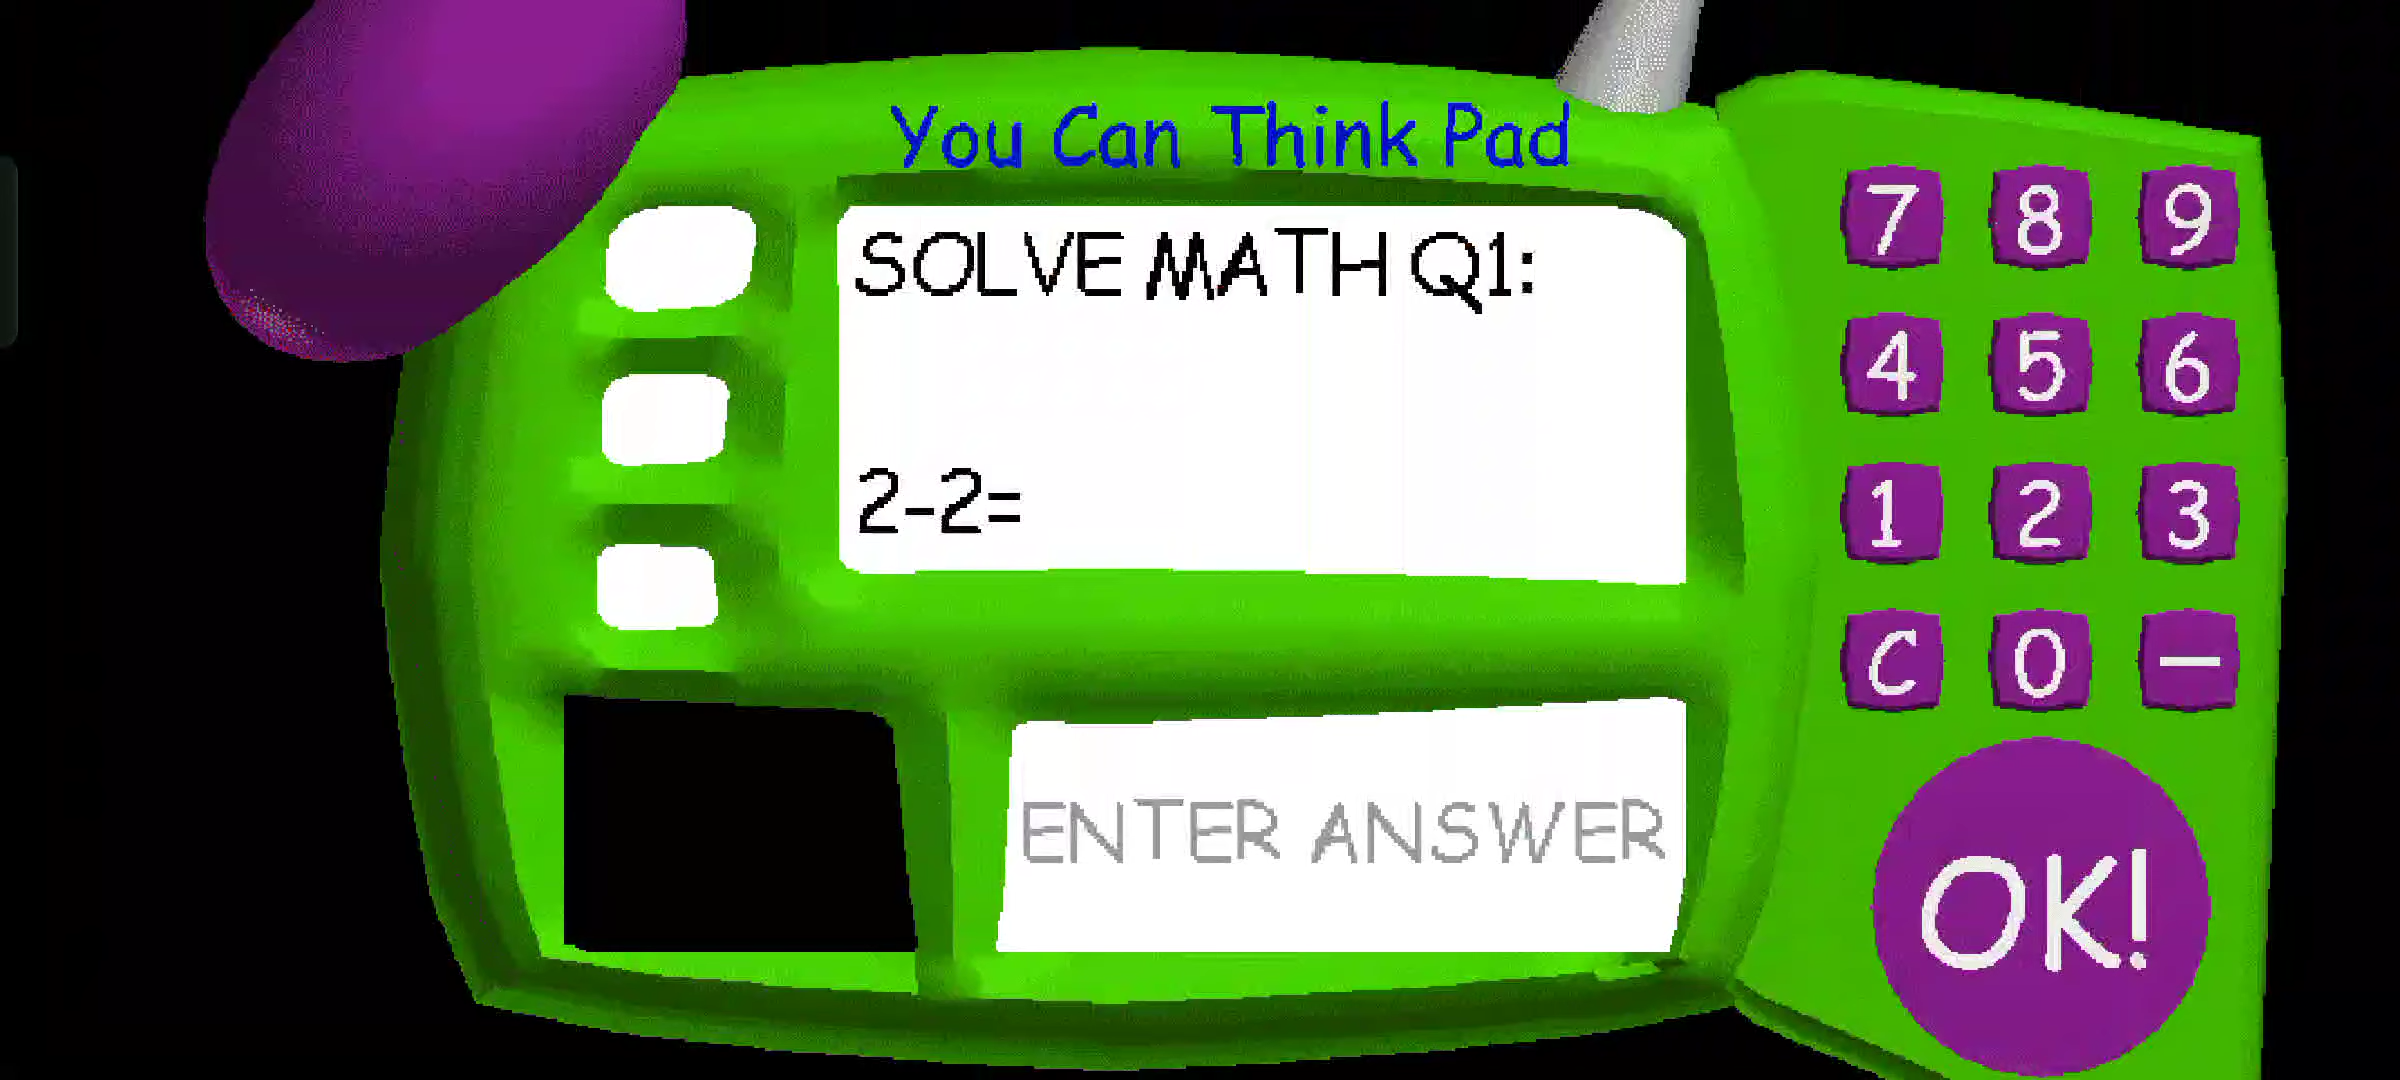 You Can Think Pad
SOLVE MATH Q1:
2-2=
ENTER ANSWER
7 8 9
4 5 6
1 2 3
C 0 —
OK!